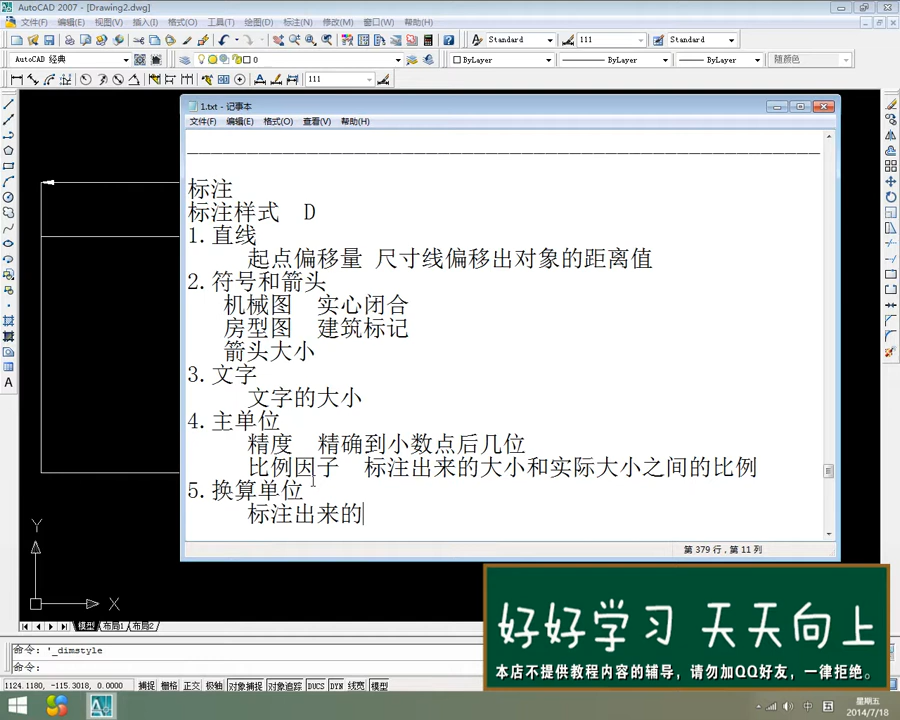 AutoCAD 2007 - [Drawing2.dwg]
文件(F) 编辑(E) 视图(V) 插入(I) 格式(O) 工具(T) 绘图(D) 标注(N) 修改(M) 窗口(W) 帮助(H)
Standard 111 Standard
AutoCAD 经典 0 ByLayer ByLayer ByLayer 随颜色
111
1.txt - 记事本
文件(F) 编辑(E) 格式(O) 查看(V) 帮助(H)
标注
标注样式 D
1.直线
起点偏移量 尺寸线偏移出对象的距离值
2.符号和箭头
机械图 实心闭合
房型图 建筑标记
箭头大小
3.文字
文字的大小
4.主单位
精度 精确到小数点后几位
比例因子 标注出来的大小和实际大小之间的比例
5.换算单位
标注出来的
第 379 行，第 11 列
Y
X
模型 布局1 布局2
命令: '_dimstyle
命令:
1124.1180, -115.3018, 0.0000 捕捉 栅格 正交 极轴 对象捕捉 对象追踪 DUCS DYN 线宽 模型
好好学习 天天向上
本店不提供教程内容的辅导，请勿加QQ好友，一律拒绝。
中 五
星期五
2014/7/18
A